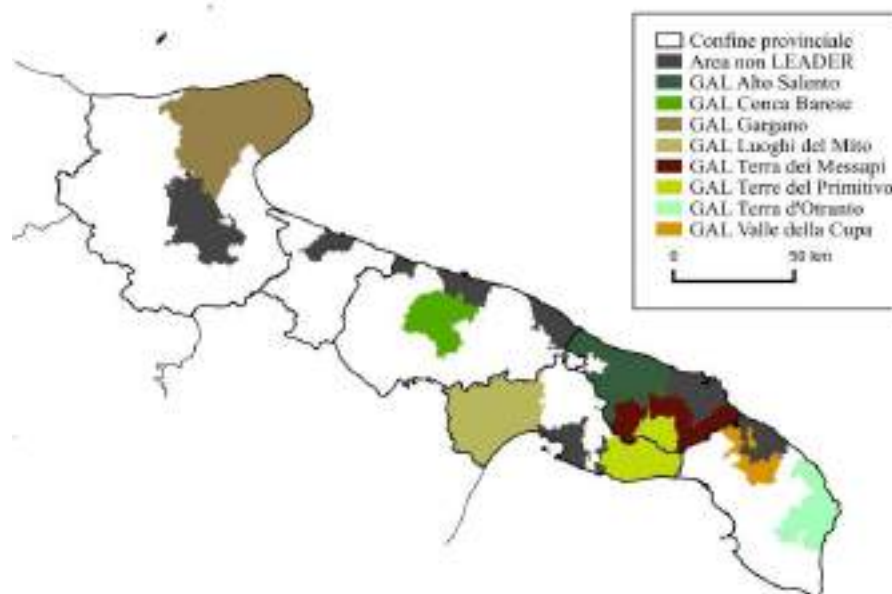 Confine provinciale
Area non LEADER
GAL Alto Salento
GAL Conca Barese
GAL Gargano
GAL Luoghi del Mito
GAL Terra dei Messapi
GAL Terre del Primitivo
GAL Terra d'Otranto
GAL Valle della Cupa
0 50 km